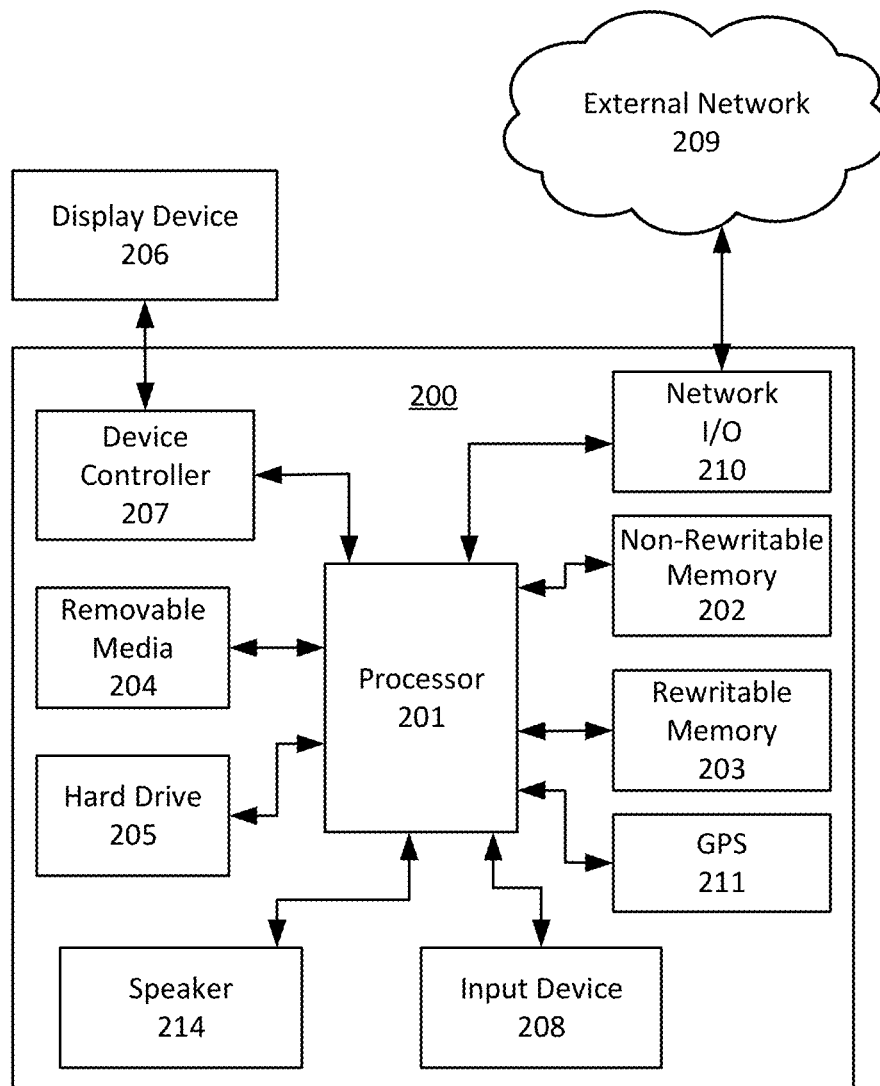 External Network
209
Display Device
206
200
Device
Controller
207
Network
I/O
210
Non-Rewritable
Memory
202
Removable
Media
204
Processor
201
Rewritable
Memory
203
Hard Drive
205
GPS
211
Speaker
214
Input Device
208